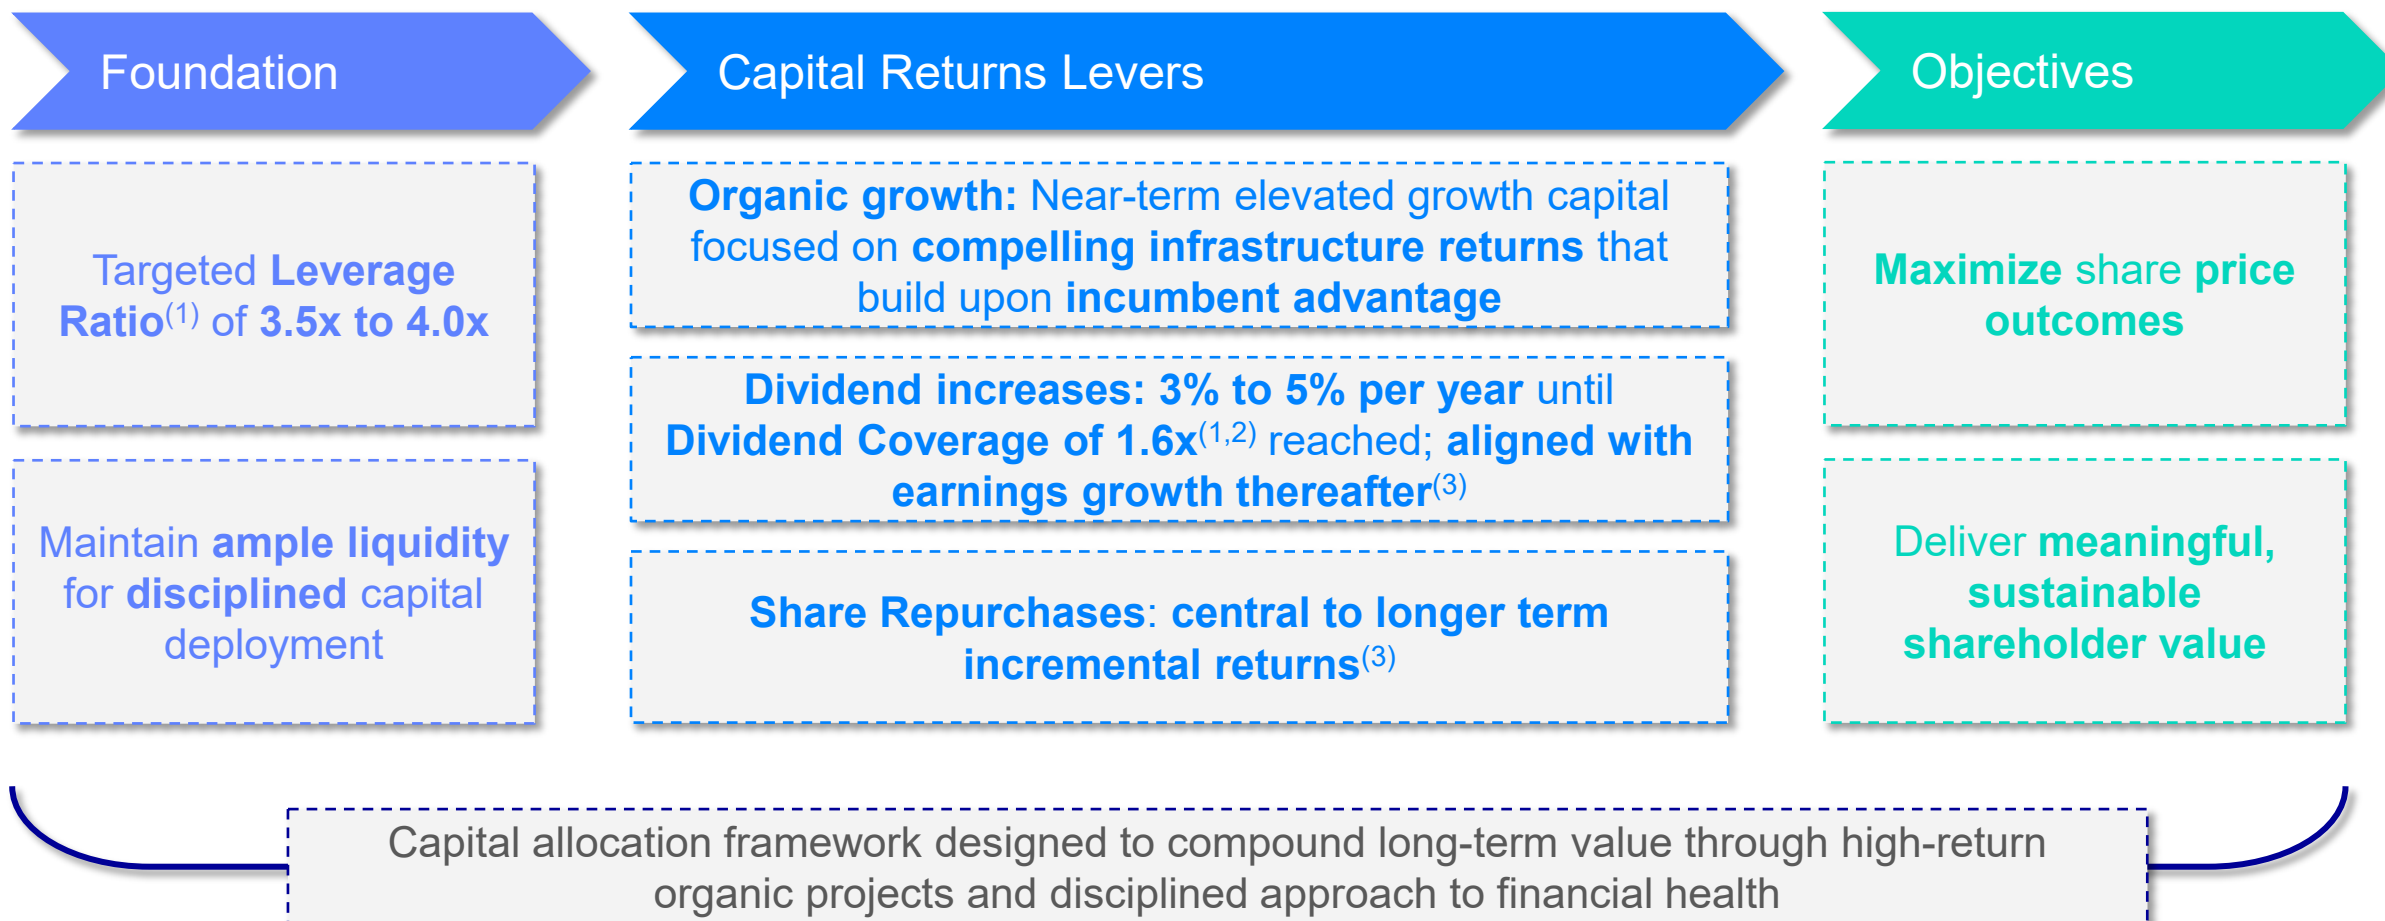 Foundation
Capital Returns Levers
Objectives
Targeted Leverage
Ratio(1) of 3.5x to 4.0x
Maintain ample liquidity
for disciplined capital
deployment
Organic growth: Near-term elevated growth capital
focused on compelling infrastructure returns that
build upon incumbent advantage
Dividend increases: 3% to 5% per year until
Dividend Coverage of 1.6x(1,2) reached; aligned with
earnings growth thereafter(3)
Share Repurchases: central to longer term
incremental returns(3)
Maximize share price
outcomes
Deliver meaningful,
sustainable
shareholder value
Capital allocation framework designed to compound long-term value through high-return
organic projects and disciplined approach to financial health